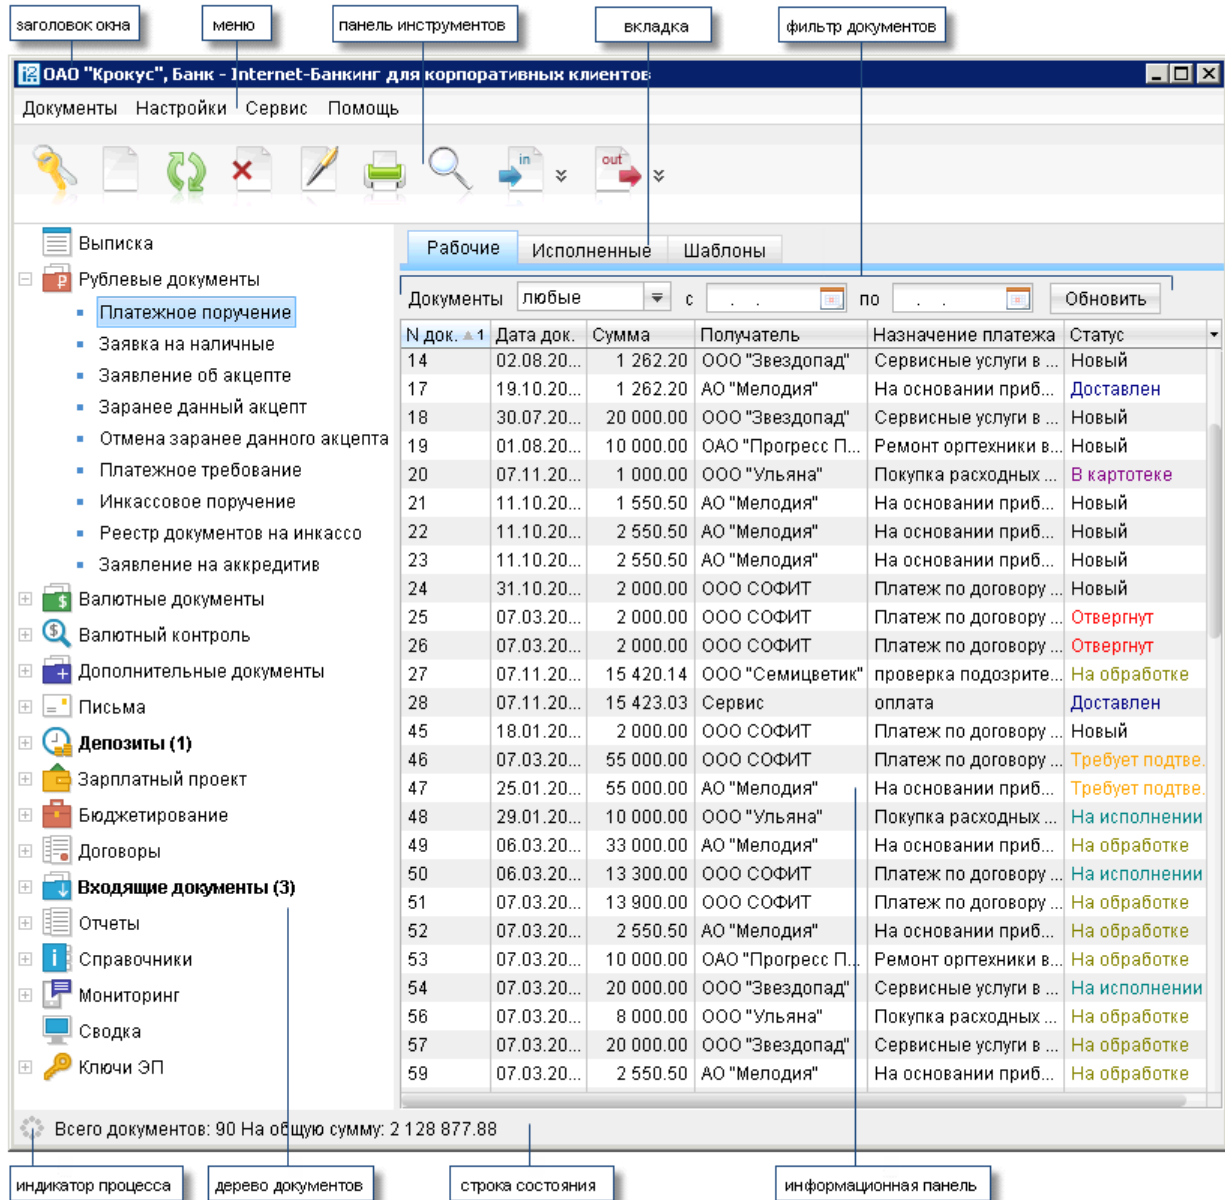 заголовок окна
меню
панель инструментов
вкладка
фильтр документов
ОАО "Крокус", Банк - Internet-Банкинг для корпоративных клиентов
Документы Настройки Сервис Помощь
in
out
Выписка
Рублевые документы
Платежное поручение
Заявка на наличные
Заявление об акцепте
Заранее данный акцепт
Отмена заранее данного акцепта
Платежное требование
Инкассовое поручение
Реестр документов на инкассо
Заявление на аккредитив
Валютные документы
Валютный контроль
Дополнительные документы
Письма
Депозиты (1)
Зарплатный проект
Бюджетирование
Договоры
Входящие документы (3)
Отчеты
Справочники
Мониторинг
Сводка
Ключи ЭП
Рабочие Исполненные Шаблоны
Документы любые с . . по . . Обновить
N док. 1 Дата док. Сумма Получатель Назначение платежа Статус
14 02.08.20... 1 262.20 ООО "Звездопад" Сервисные услуги в ... Новый
17 19.10.20... 1 262.20 АО "Мелодия" На основании приб... Доставлен
18 30.07.20... 20 000.00 ООО "Звездопад" Сервисные услуги в ... Новый
19 01.08.20... 10 000.00 ОАО "Прогресс П... Ремонт оргтехники в... Новый
20 07.11.20... 1 000.00 ООО "Ульяна" Покупка расходных ... В картотеке
21 11.10.20... 1 550.50 АО "Мелодия" На основании приб... Новый
22 11.10.20... 2 550.50 АО "Мелодия" На основании приб... Новый
23 11.10.20... 2 550.50 АО "Мелодия" На основании приб... Новый
24 31.10.20... 2 000.00 ООО СОФИТ Платеж по договору ... Новый
25 07.03.20... 2 000.00 ООО СОФИТ Платеж по договору ... Отвергнут
26 07.03.20... 2 000.00 ООО СОФИТ Платеж по договору ... Отвергнут
27 07.11.20... 15 420.14 ООО "Семицветик" проверка подозрите... На обработке
28 07.11.20... 15 423.03 Сервис оплата Доставлен
45 18.01.20... 2 000.00 ООО СОФИТ Платеж по договору ... Новый
46 07.03.20... 55 000.00 ООО СОФИТ Платеж по договору ... Требует подтве.
47 25.01.20... 55 000.00 АО "Мелодия" На основании приб... Требует подтве.
48 29.01.20... 10 000.00 ООО "Ульяна" Покупка расходных ... На исполнении
49 06.03.20... 33 000.00 АО "Мелодия" На основании приб... На обработке
50 06.03.20... 13 300.00 ООО СОФИТ Платеж по договору ... На исполнении
51 07.03.20... 13 900.00 ООО СОФИТ Платеж по договору ... На обработке
52 07.03.20... 2 550.50 АО "Мелодия" На основании приб... На обработке
53 07.03.20... 10 000.00 ОАО "Прогресс П... Ремонт оргтехники в... На обработке
54 07.03.20... 20 000.00 ООО "Звездопад" Сервисные услуги в ... На исполнении
56 07.03.20... 8 000.00 ООО "Ульяна" Покупка расходных ... На обработке
57 07.03.20... 20 000.00 ООО "Звездопад" Сервисные услуги в ... На обработке
59 07.03.20... 2 550.50 АО "Мелодия" На основании приб... На обработке
Всего документов: 90 На общую сумму: 2 128 877.88
индикатор процесса
дерево документов
строка состояния
информационная панель